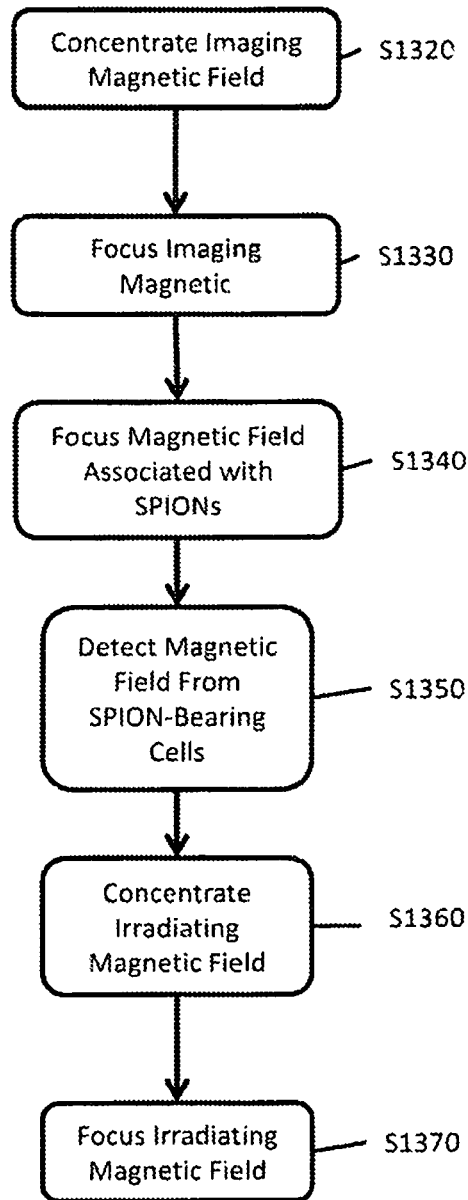 Concentrate Imaging
Magnetic Field
S1320
Focus Imaging
Magnetic
S1330
Focus Magnetic Field
Associated with
SPIONs
S1340
Detect Magnetic
Field From
SPION-Bearing
Cells
S1350
Concentrate
Irradiating
Magnetic Field
S1360
Focus Irradiating
Magnetic Field
S1370